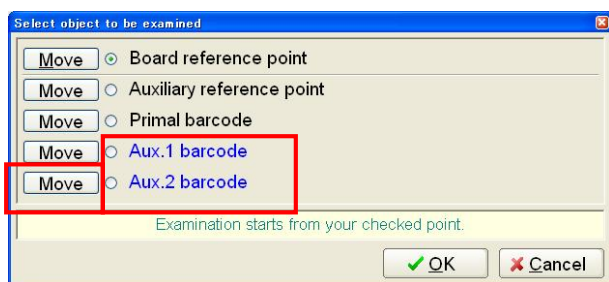 Select object to be examined
Move Board reference point
Move Auxiliary reference point
Move Primal barcode
Move Aux.1 barcode
Move Aux.2 barcode
Examination starts from your checked point.
OK Cancel